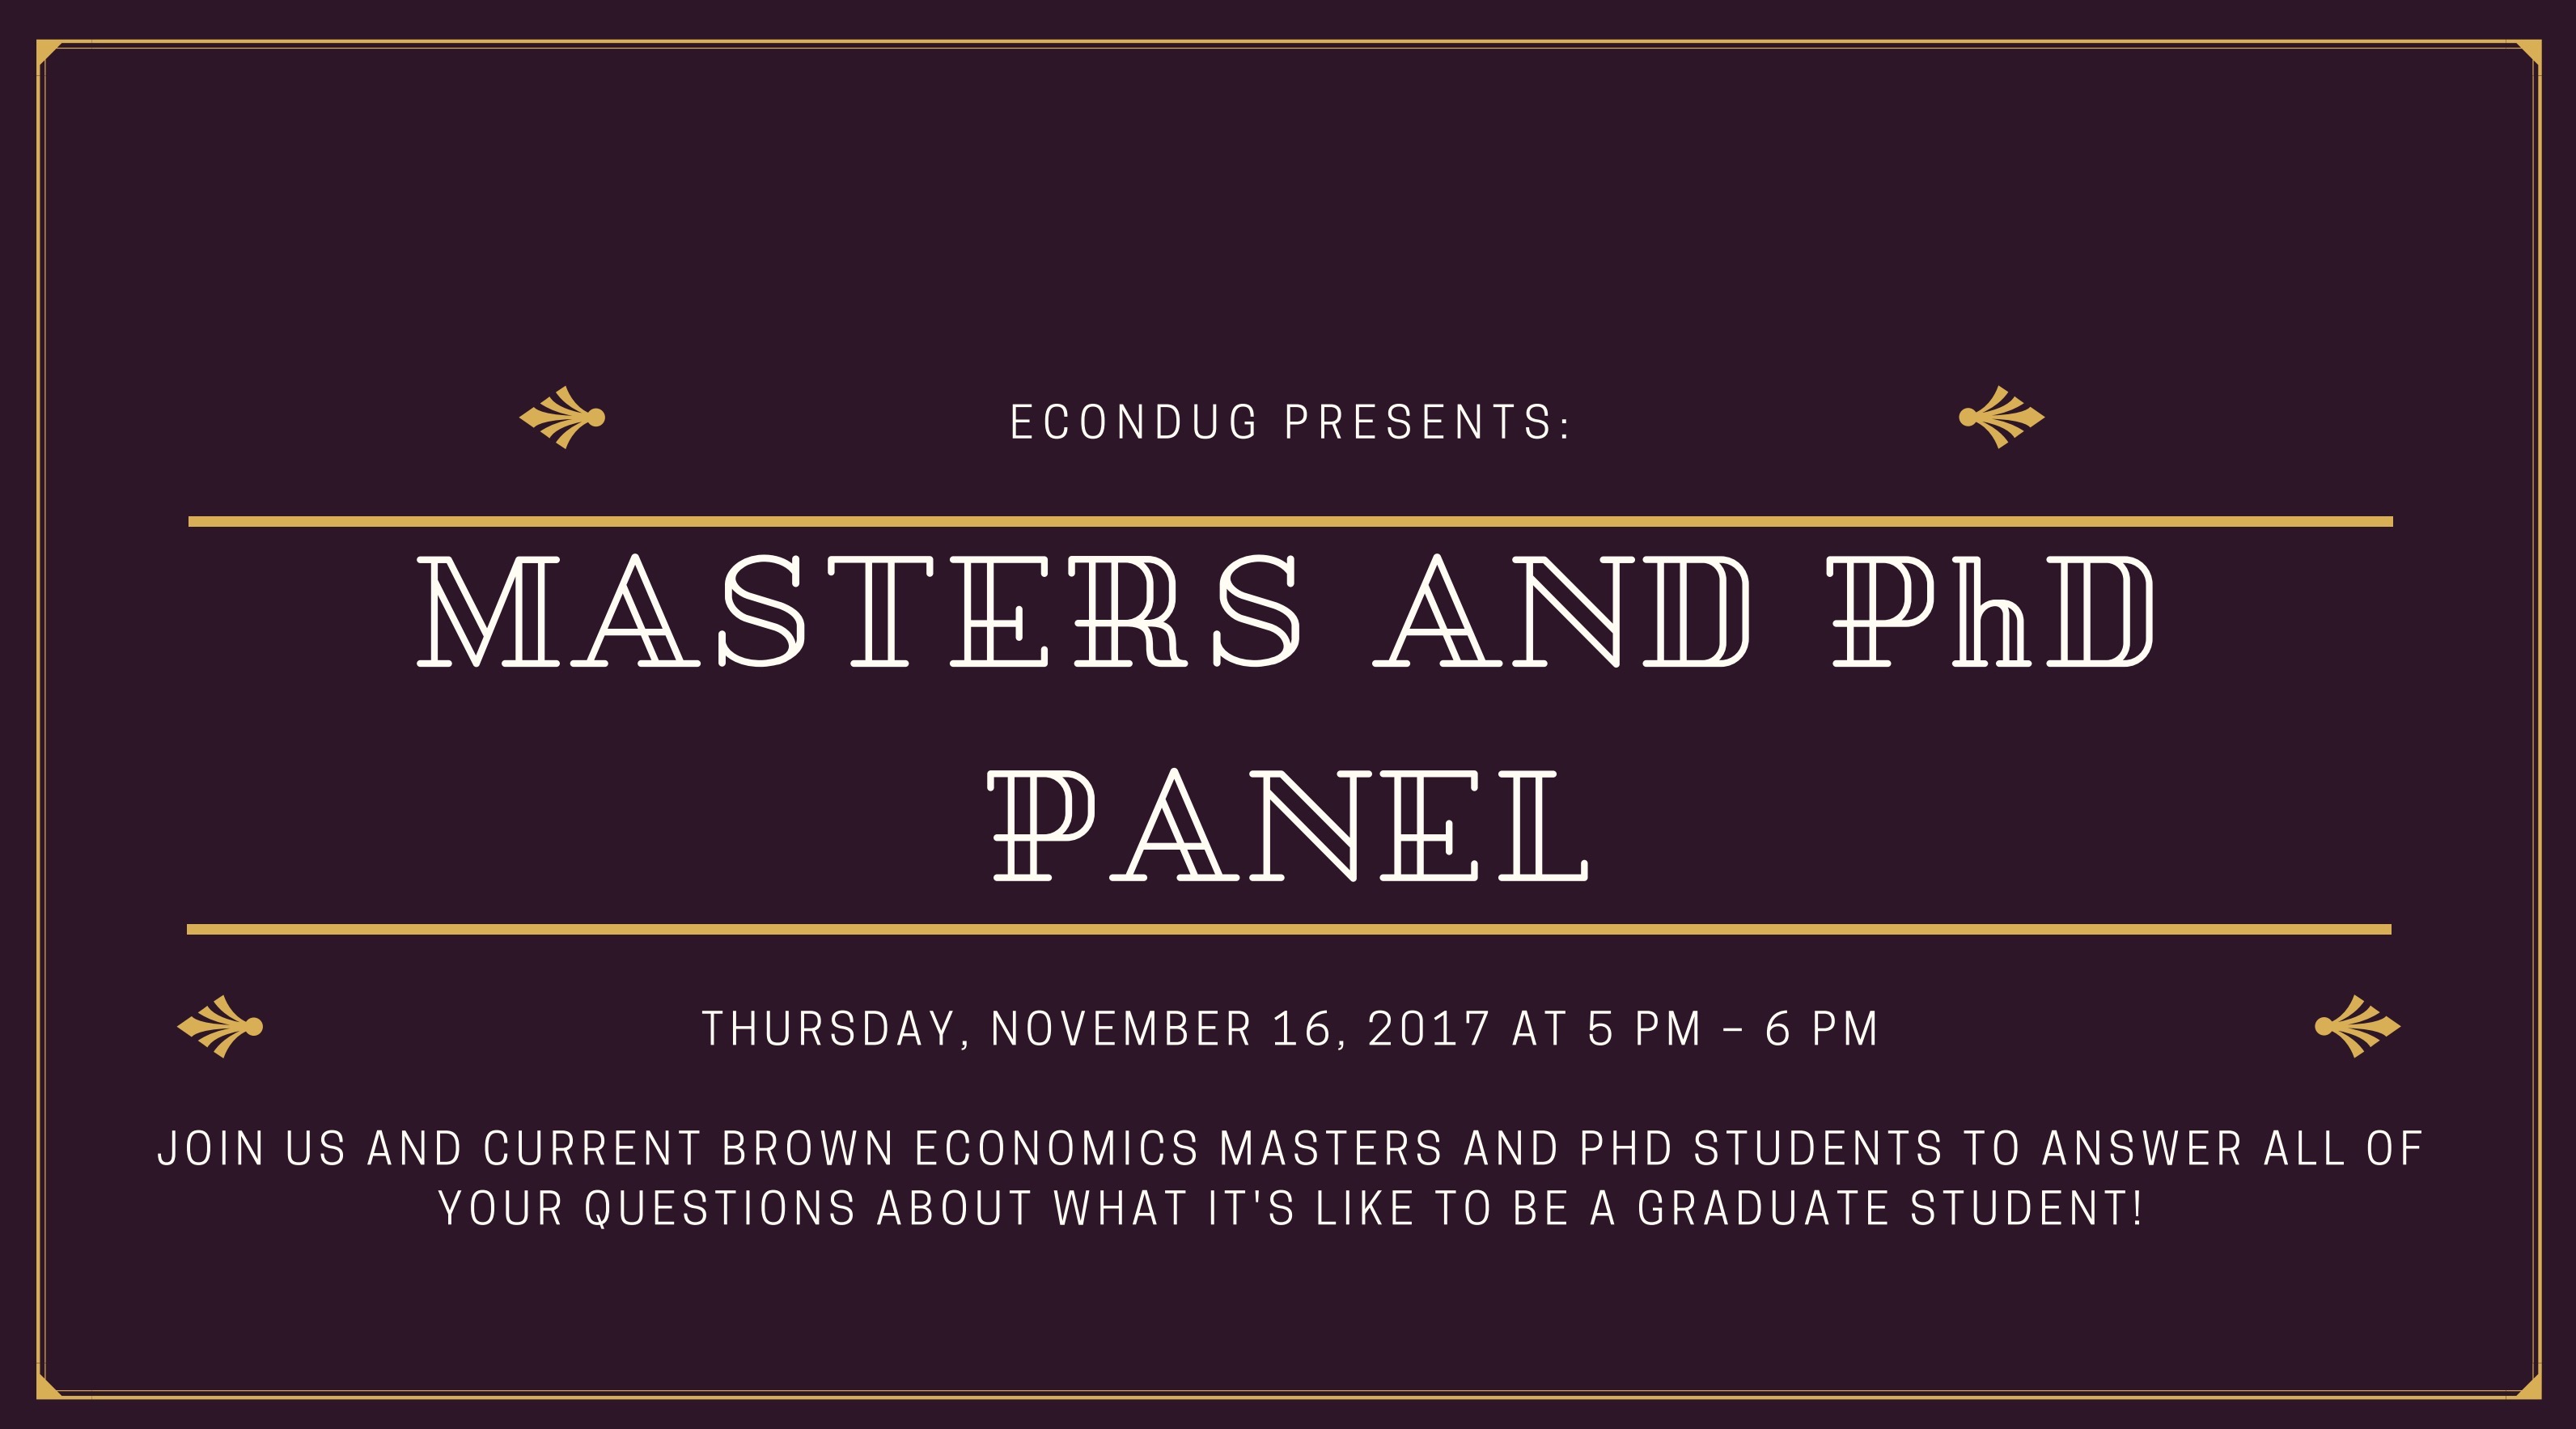 ECONDUG PRESENTS:
MASTERS AND PhD
PANEL
THURSDAY, NOVEMBER 16, 2017 AT 5 PM – 6 PM
JOIN US AND CURRENT BROWN ECONOMICS MASTERS AND PHD STUDENTS TO ANSWER ALL OF
YOUR QUESTIONS ABOUT WHAT IT'S LIKE TO BE A GRADUATE STUDENT!